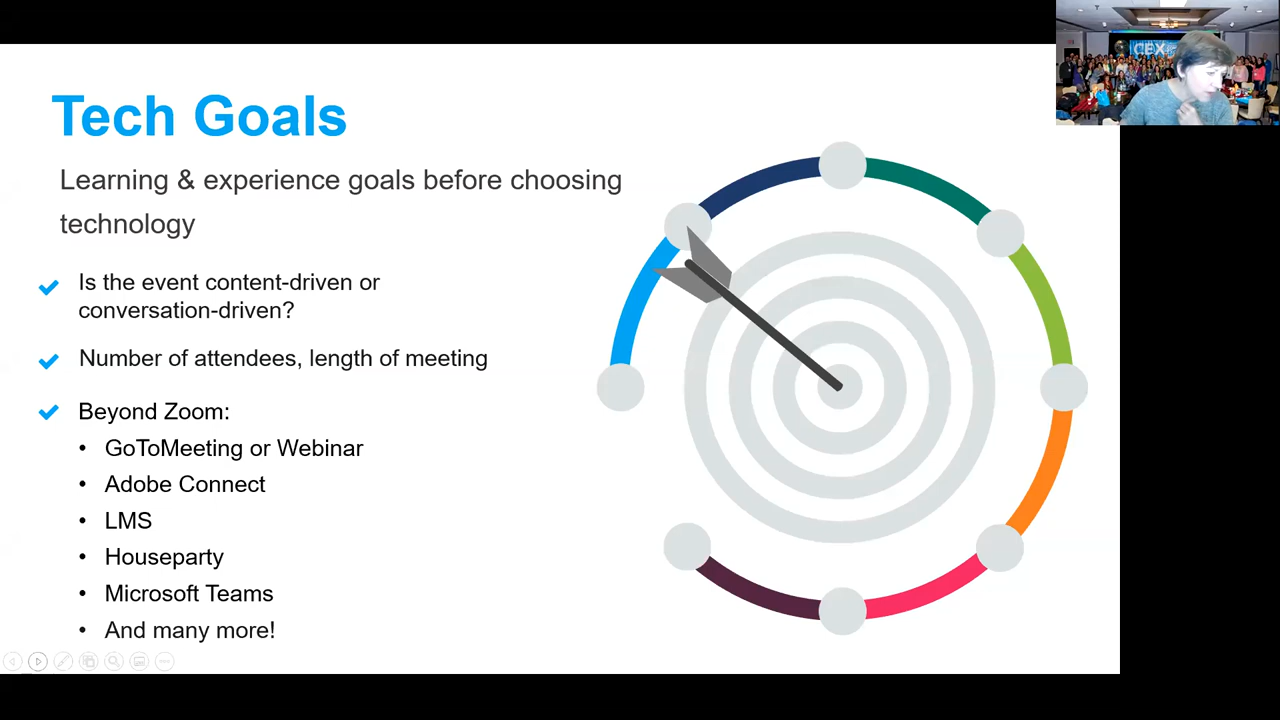 Tech Goals
Learning & experience goals before choosing
technology
Is the event content-driven or
conversation-driven?
Number of attendees, length of meeting
Beyond Zoom:
• GoToMeeting or Webinar
• Adobe Connect
• LMS
• Houseparty
• Microsoft Teams
• And many more!
CBX